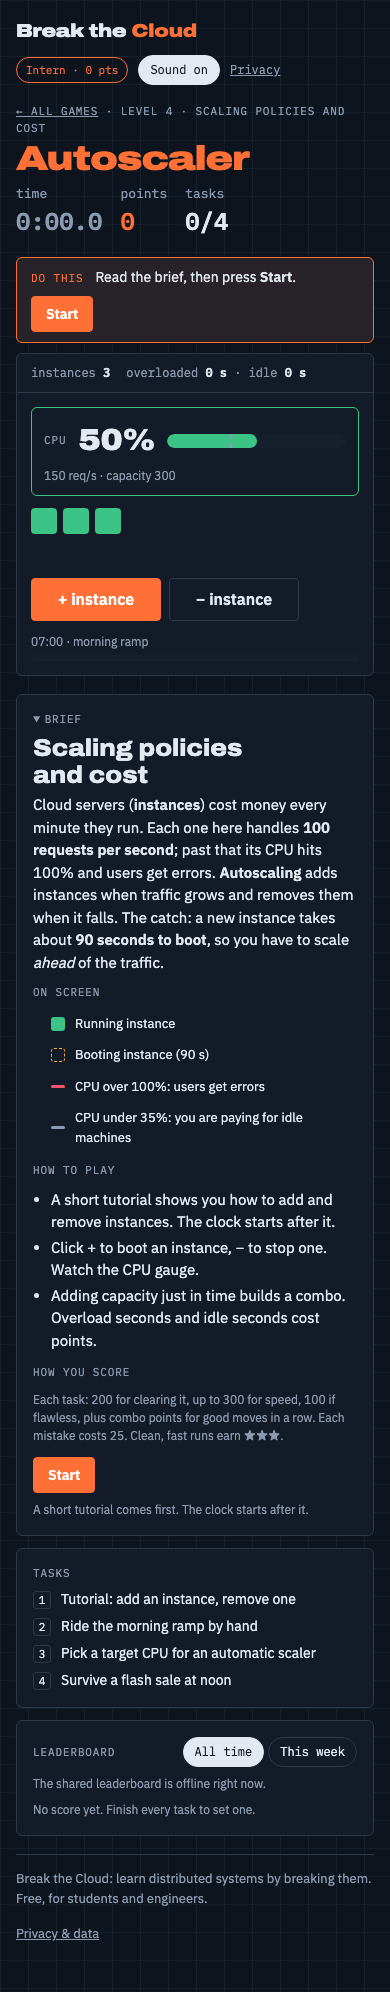 Break the Cloud
Intern · 0 pts
Sound on
Privacy
← ALL GAMES · LEVEL 4 · SCALING POLICIES AND
COST
Autoscaler
time points tasks
0:00.0 0 0/4
DO THIS Read the brief, then press Start.
Start
instances 3 overloaded 0 s · idle 0 s
CPU 50%
150 req/s · capacity 300
+ instance
− instance
07:00 · morning ramp
▼ BRIEF
Scaling policies
and cost
Cloud servers (instances) cost money every
minute they run. Each one here handles 100
requests per second; past that its CPU hits
100% and users get errors. Autoscaling adds
instances when traffic grows and removes them
when it falls. The catch: a new instance takes
about 90 seconds to boot, so you have to scale
ahead of the traffic.
ON SCREEN
Running instance
Booting instance (90 s)
CPU over 100%: users get errors
CPU under 35%: you are paying for idle
machines
HOW TO PLAY
• A short tutorial shows you how to add and
remove instances. The clock starts after it.
• Click + to boot an instance, − to stop one.
Watch the CPU gauge.
• Adding capacity just in time builds a combo.
Overload seconds and idle seconds cost
points.
HOW YOU SCORE
Each task: 200 for clearing it, up to 300 for speed, 100 if
flawless, plus combo points for good moves in a row. Each
mistake costs 25. Clean, fast runs earn ★★★.
Start
A short tutorial comes first. The clock starts after it.
TASKS
1 Tutorial: add an instance, remove one
2 Ride the morning ramp by hand
3 Pick a target CPU for an automatic scaler
4 Survive a flash sale at noon
LEADERBOARD
All time
This week
The shared leaderboard is offline right now.
No score yet. Finish every task to set one.
Break the Cloud: learn distributed systems by breaking them.
Free, for students and engineers.
Privacy & data